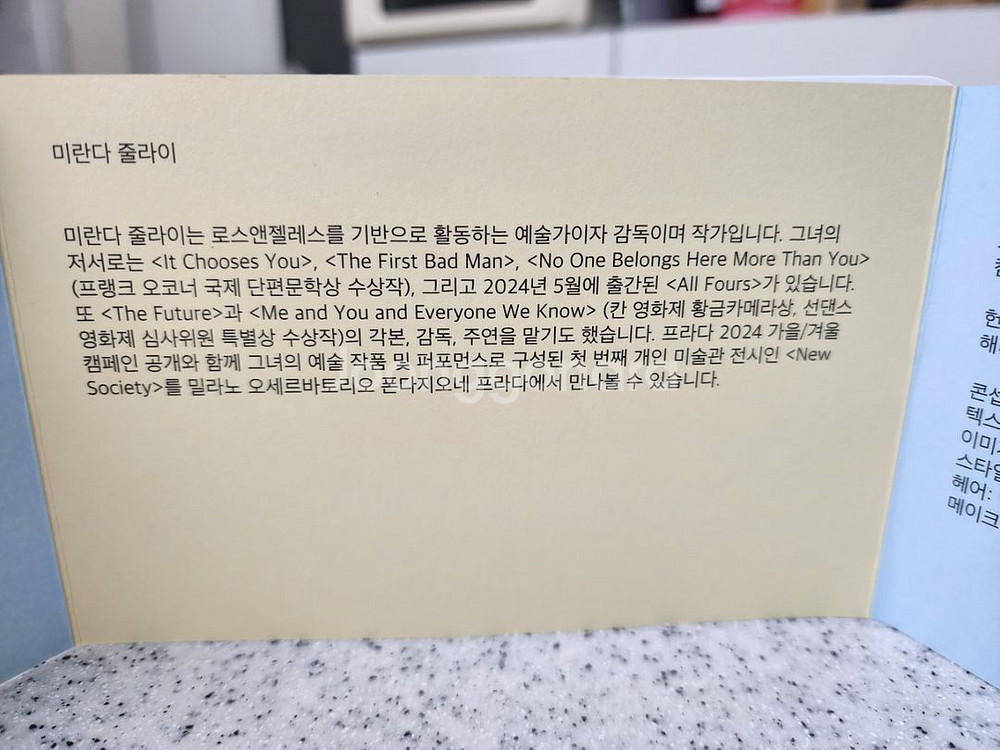 미란다 줄라이
미란다 줄라이는 로스앤젤레스를 기반으로 활동하는 예술가이자 감독이며 작가입니다. 그녀의
저서로는 <It Chooses You>, <The First Bad Man>, <No One Belongs Here More Than You>
(프랭크 오코너 국제 단편문학상 수상작), 그리고 2024년 5월에 출간된 <All Fours>가 있습니다.
또 <The Future>과 <Me and You and Everyone We Know> (칸 영화제 황금카메라상, 선댄스
영화제 심사위원 특별상 수상작)의 각본, 감독, 주연을 맡기도 했습니다. 프라다 2024 가을/겨울
캠페인 공개와 함께 그녀의 예술 작품 및 퍼포먼스로 구성된 첫 번째 개인 미술관 전시인 <New
Society>를 밀라노 오세르바토리오 폰다지오네 프라다에서 만나볼 수 있습니다.
헤어: